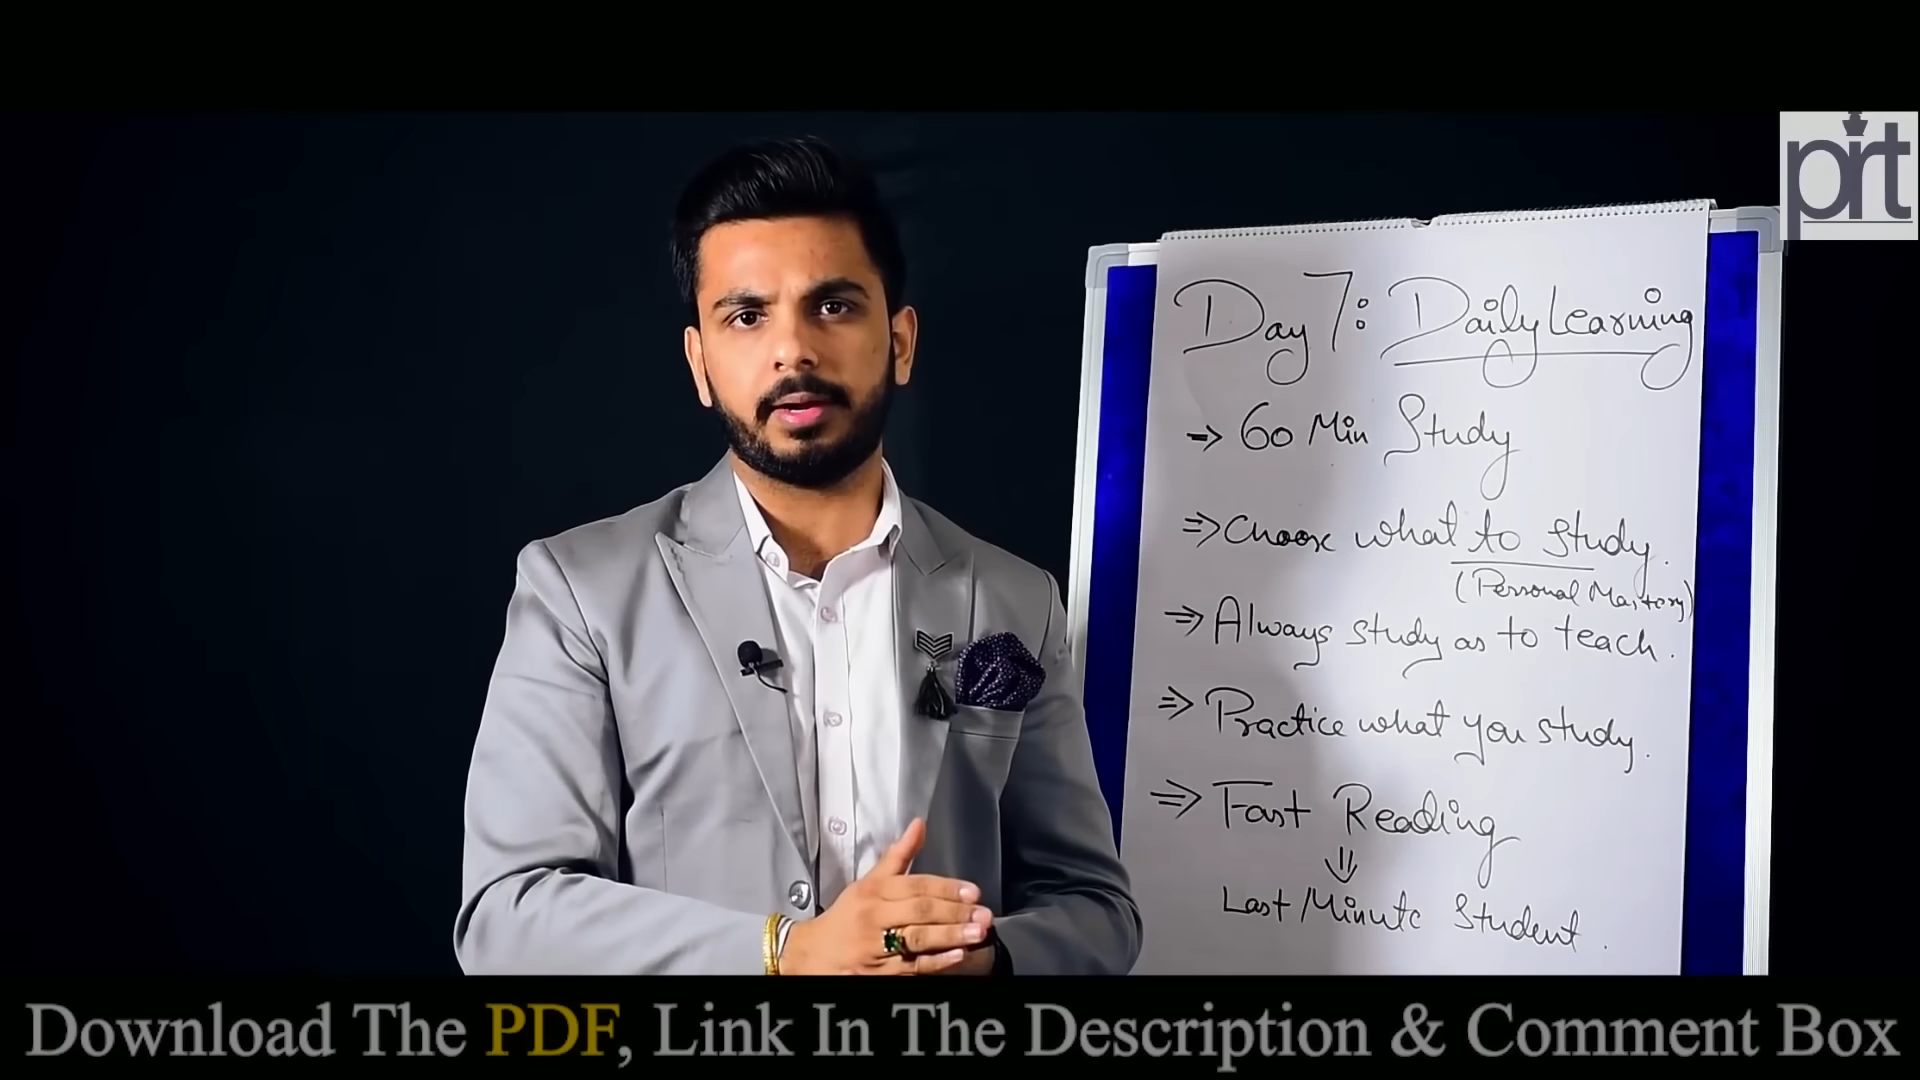 pirt
Day 7: Daily Learning
→ 60 Min Study
⇒ Choose what to study.
(Personal Mastery)
⇒ Always study as to teach.
⇒ Practice what you study.
⇒ Fast Reading
⇓
Last Minute Student.
Download The PDF, Link In The Description & Comment Box